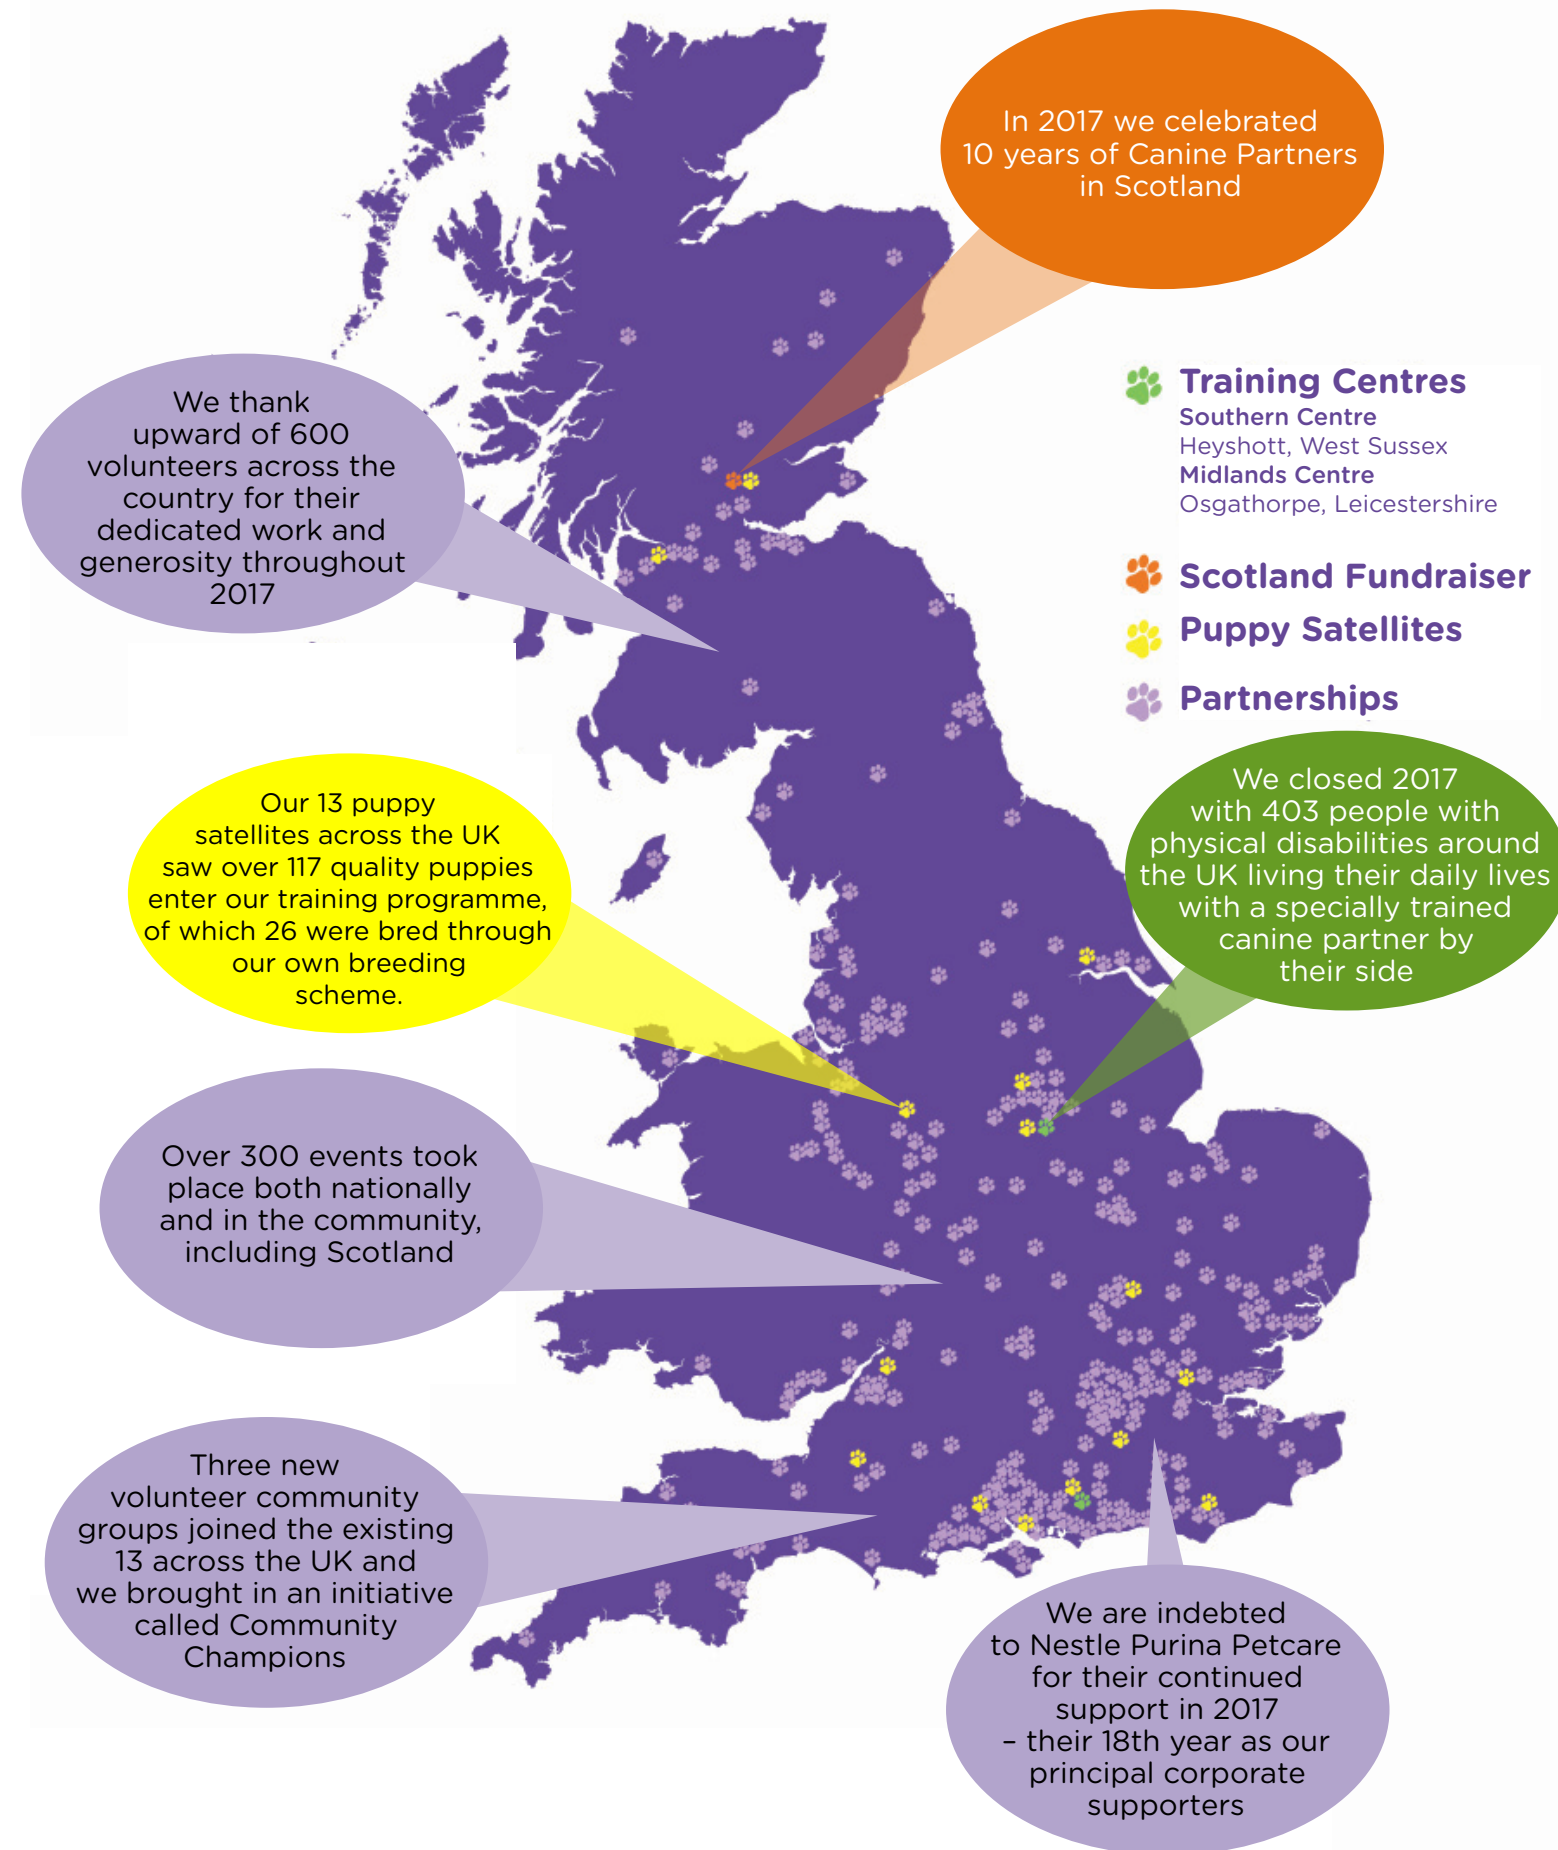 In 2017 we celebrated
10 years of Canine Partners
in Scotland
Training Centres
Southern Centre
Heyshott, West Sussex
Midlands Centre
Osgathorpe, Leicestershire
Scotland Fundraiser
Puppy Satellites
Partnerships
We thank
upward of 600
volunteers across the
country for their
dedicated work and
generosity throughout
2017
Our 13 puppy
satellites across the UK
saw over 117 quality puppies
enter our training programme,
of which 26 were bred through
our own breeding
scheme.
We closed 2017
with 403 people with
physical disabilities around
the UK living their daily lives
with a specially trained
canine partner by
their side
Over 300 events took
place both nationally
and in the community,
including Scotland
Three new
volunteer community
groups joined the existing
13 across the UK and
we brought in an initiative
called Community
Champions
We are indebted
to Nestle Purina Petcare
for their continued
support in 2017
– their 18th year as our
principal corporate
supporters